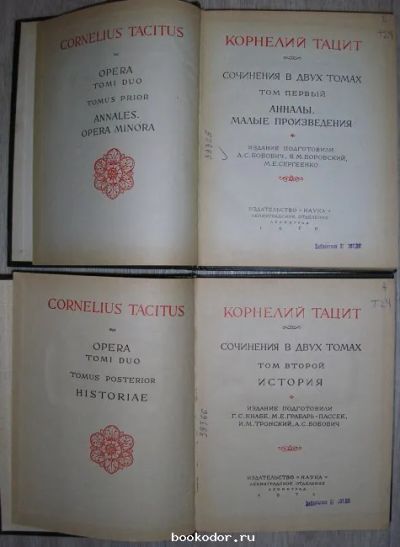 CORNELIUS TACITUS
OPERA
TOMI DUO
TOMUS PRIOR
ANNALES.
OPERA MINORA
КОРНЕЛИЙ ТАЦИТ
СОЧИНЕНИЯ В ДВУХ ТОМАХ
ТОМ ПЕРВЫЙ
АННАЛЫ.
МАЛЫЕ ПРОИЗВЕДЕНИЯ
ИЗДАНИЕ ПОДГОТОВИЛИ
А.С. БОБОВИЧ, Я.М. БОРОВСКИЙ,
М.Е. СЕРГЕЕНКО
ИЗДАТЕЛЬСТВО «НАУКА»
ЛЕНИНГРАДСКОЕ ОТДЕЛЕНИЕ
ЛЕНИНГРАД
Т24
CORNELIUS TACITUS
OPERA
TOMI DUO
TOMUS POSTERIOR
HISTORIAE
39366
КОРНЕЛИЙ ТАЦИТ
СОЧИНЕНИЯ В ДВУХ ТОМАХ
ТОМ ВТОРОЙ
ИСТОРИЯ
ИЗДАНИЕ ПОДГОТОВИЛИ
Г.С. КНАБЕ, М.Е. ГРАБАРЬ-ПАССЕК,
И.М. ТРОНСКИЙ, А.С. БОБОВИЧ
ИЗДАТЕЛЬСТВО «НАУКА»
ЛЕНИНГРАДСКОЕ ОТДЕЛЕНИЕ
ЛЕНИНГРАД
Т24
bookodor.ru